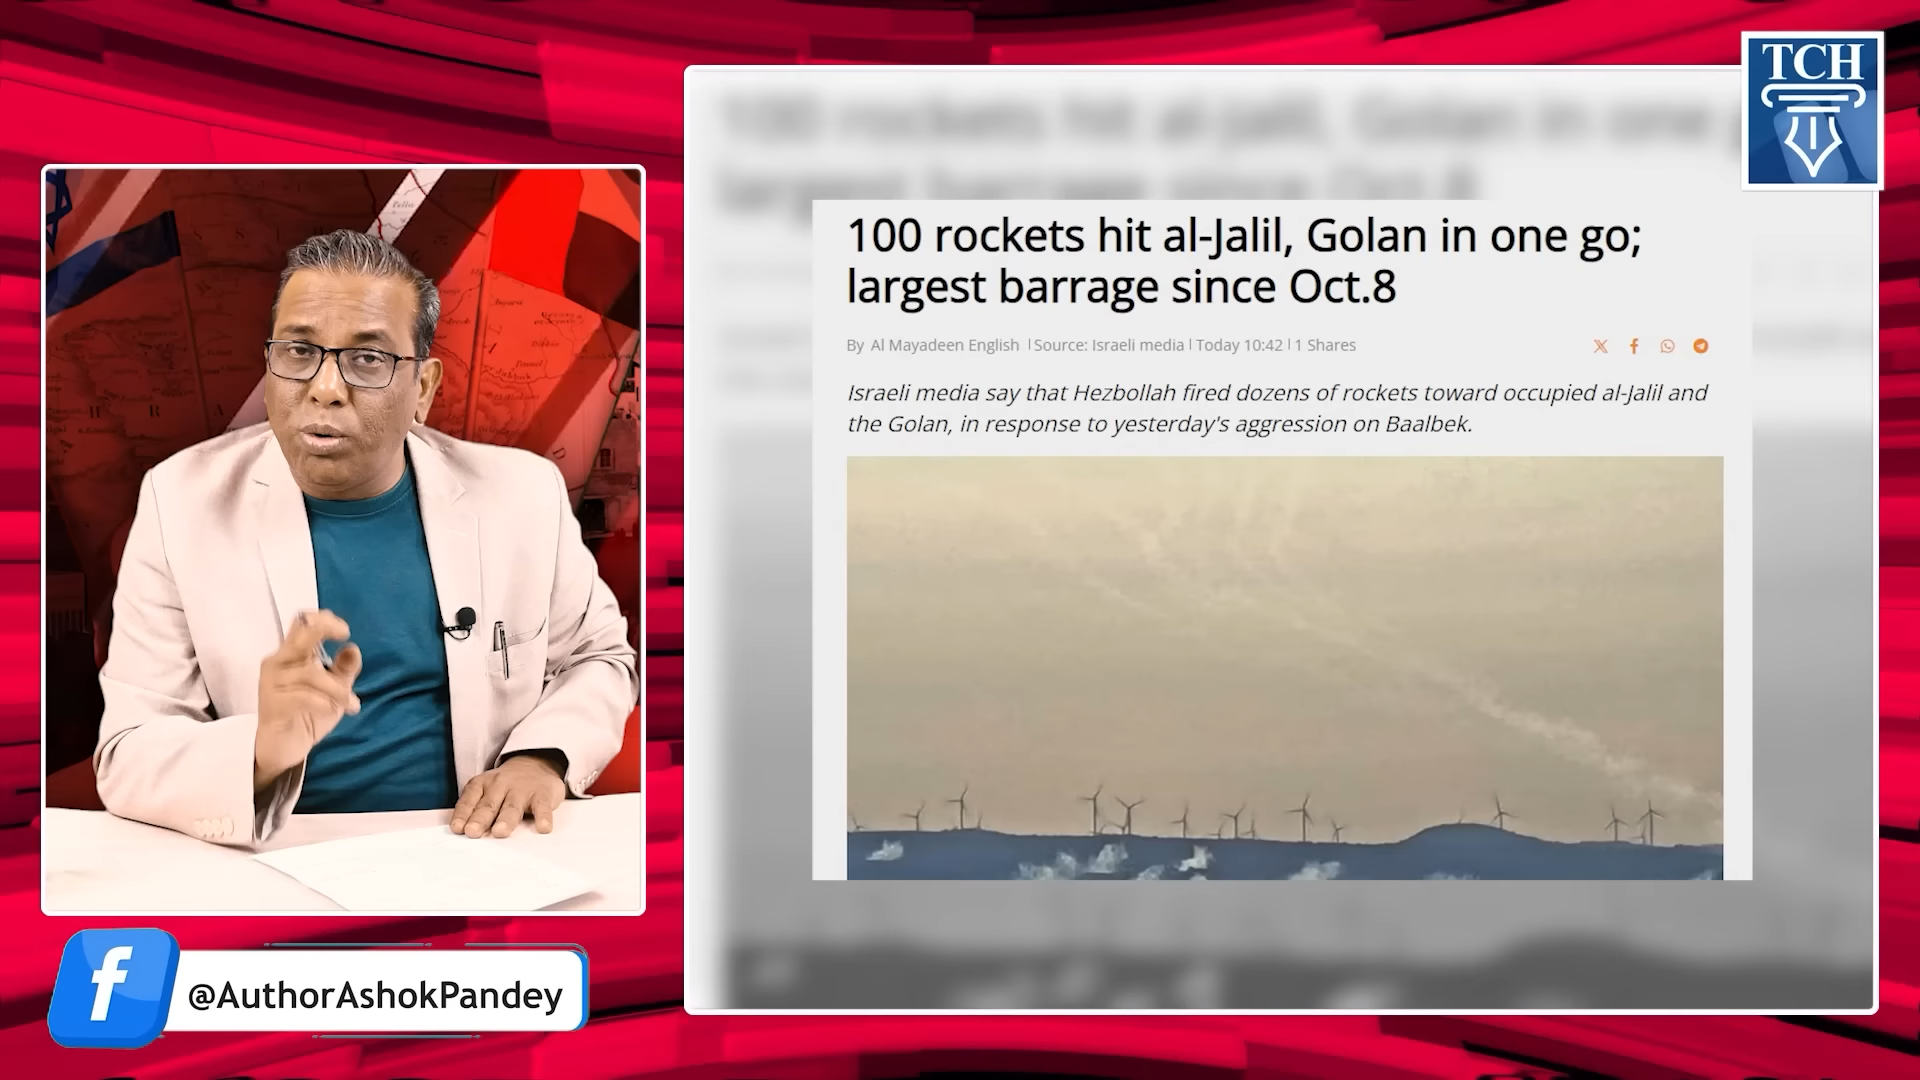 TCH
100 rockets hit al-Jalil, Golan in one go;
largest barrage since Oct.8
By Al Mayadeen English | Source: Israeli media | Today 10:42 | 1 Shares
Israeli media say that Hezbollah fired dozens of rockets toward occupied al-Jalil and
the Golan, in response to yesterday's aggression on Baalbek.
@AuthorAshokPandey